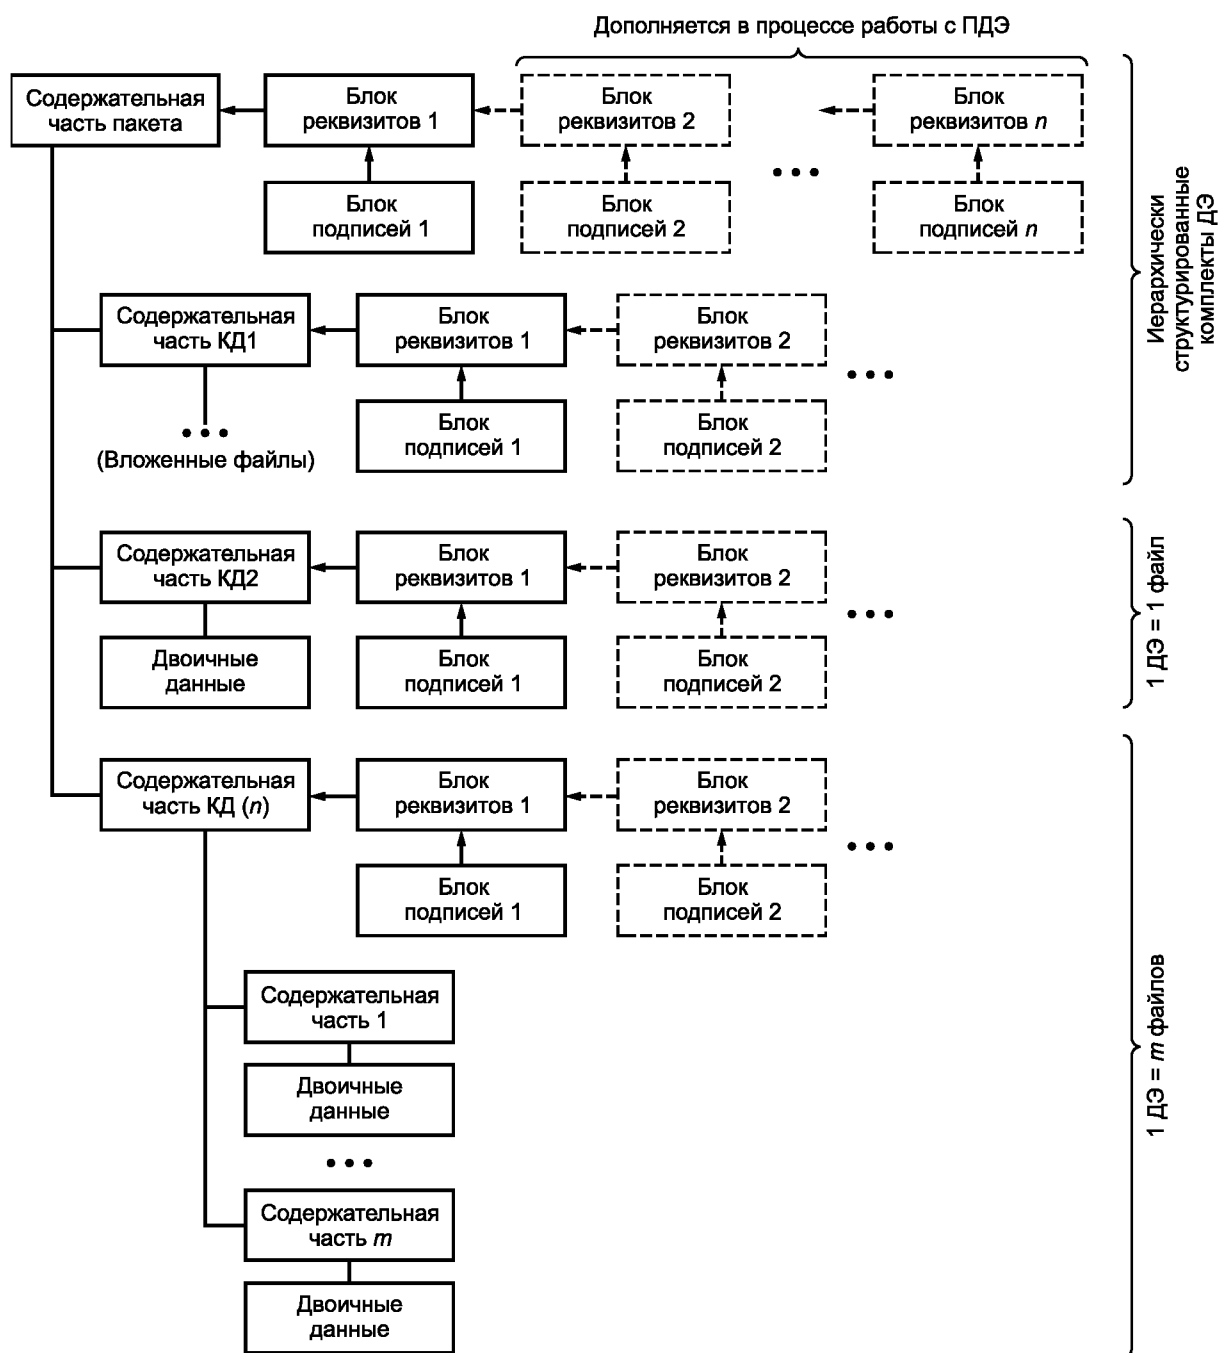 Дополняется в процессе работы с ПДЭ
Содержательная
часть пакета
Блок
реквизитов 1
Блок
реквизитов 2
Блок
реквизитов n
Блок
подписей 1
Блок
подписей 2
• • •
Блок
подписей n
Иерархически
структурированные
комплекты ДЭ
Содержательная
часть КД1
Блок
реквизитов 1
Блок
реквизитов 2
• • •
• • •
(Вложенные файлы)
Блок
подписей 1
Блок
подписей 2
Содержательная
часть КД2
Блок
реквизитов 1
Блок
реквизитов 2
• • •
Двоичные
данные
Блок
подписей 1
Блок
подписей 2
1 ДЭ = 1 файл
Содержательная
часть КД (n)
Блок
реквизитов 1
Блок
реквизитов 2
• • •
Блок
подписей 1
Блок
подписей 2
Содержательная
часть 1
Двоичные
данные
• • •
Содержательная
часть m
Двоичные
данные
1 ДЭ = m файлов